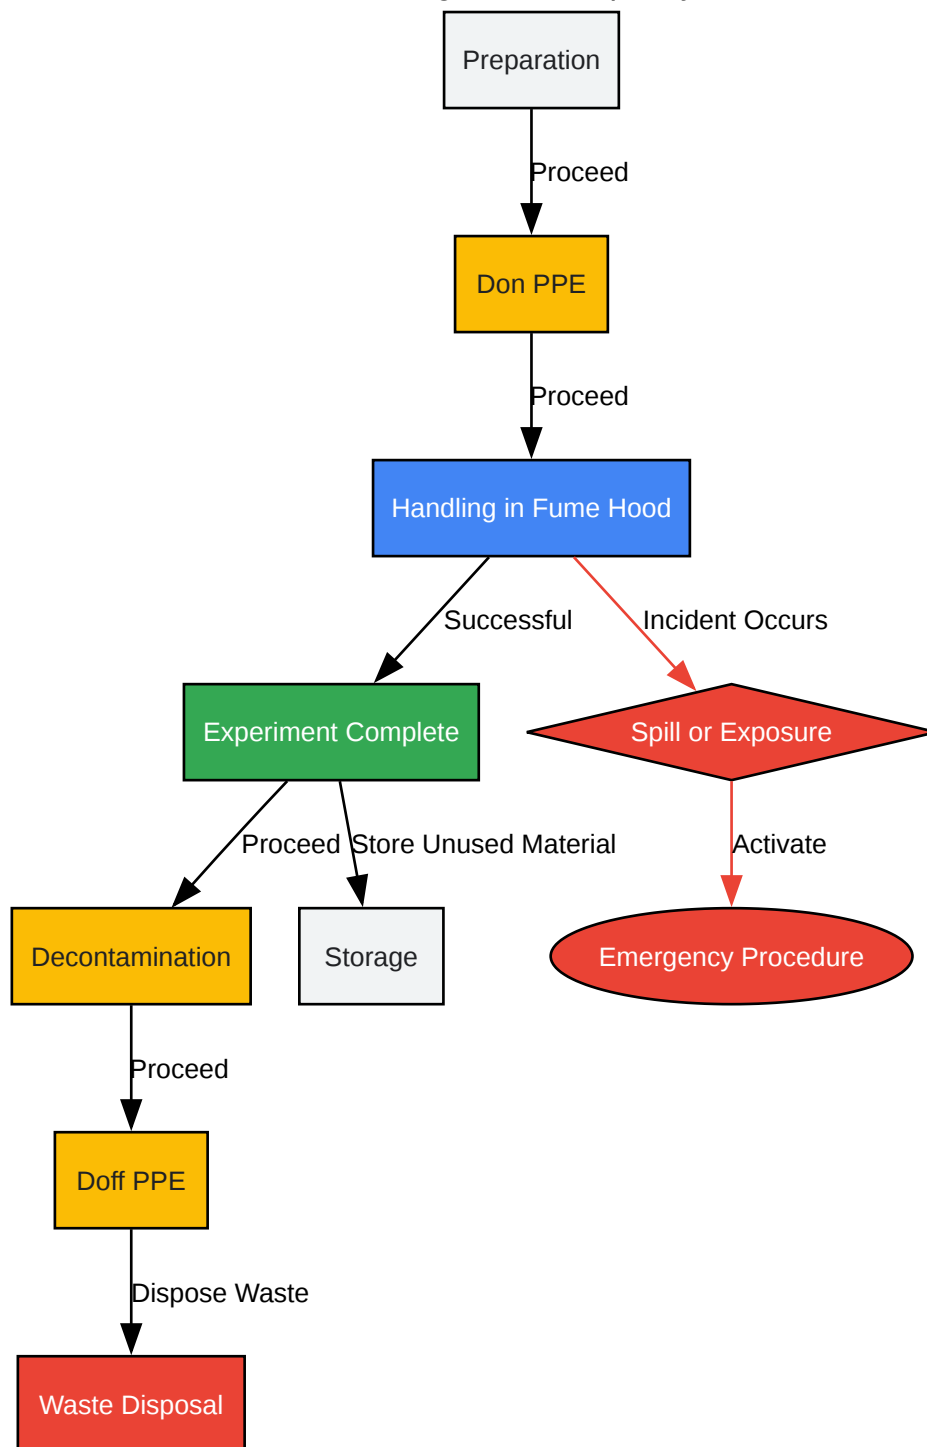 Preparation
Proceed
Don PPE
Proceed
Handling in Fume Hood
Successful
Incident Occurs
Experiment Complete
Spill or Exposure
Proceed
Store Unused Material
Activate
Decontamination
Storage
Emergency Procedure
Proceed
Doff PPE
Dispose Waste
Waste Disposal